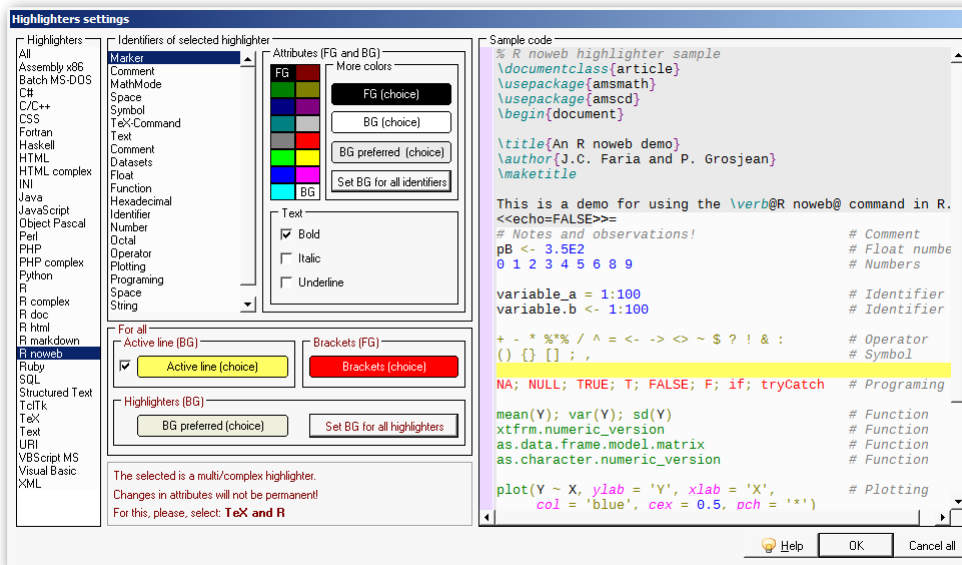 Highlighters settings
Highlighters
All
Assembly x86
Batch MS-DOS
C#
C/C++
CSS
Fortran
Haskell
HTML
HTML complex
INI
Java
JavaScript
Object Pascal
Perl
PHP
PHP complex
Python
R
R complex
R doc
R html
R markdown
R noweb
Ruby
SQL
Structured Text
TclTk
TeX
Text
URI
VBScript MS
Visual Basic
XML
Identifiers of selected highlighter
Marker
Comment
MathMode
Space
Symbol
TeX-Command
Text
Comment
Datasets
Float
Function
Hexadecimal
Identifier
Number
Octal
Operator
Plotting
Programing
Space
String
Attributes (FG and BG)
FG
BG
More colors
FG (choice)
BG (choice)
BG preferred (choice)
Set BG for all identifiers
Text
Bold
Italic
Underline
For all
Active line (BG)
Active line (choice)
Brackets (FG)
Brackets (choice)
Highlighters (BG)
BG preferred (choice)
Set BG for all highlighters
The selected is a multi/complex highlighter.
Changes in attributes will not be permanent!
For this, please, select: TeX and R
Sample code
% R noweb highlighter sample
\documentclass{article}
\usepackage{amsmath}
\usepackage{amscd}
\begin{document}
\title{An R noweb demo}
\author{J.C. Faria and P. Grosjean}
\maketitle
This is a demo for using the \verb@R noweb@ command in R.
<<echo=FALSE>>=
# Notes and observations! # Comment
pB <- 3.5E2 # Float numbe
0 1 2 3 4 5 6 8 9 # Numbers
variable_a = 1:100 # Identifier
variable.b <- 1:100 # Identifier
+ - * %*% / ^ = <- -> <> ~ $ ? ! & : # Operator
() {} [] ; , # Symbol
NA; NULL; TRUE; T; FALSE; F; if; tryCatch # Programing
mean(Y); var(Y); sd(Y) # Function
xtfrm.numeric_version # Function
as.data.frame.model.matrix # Function
as.character.numeric_version # Function
plot(Y ~ X, ylab = 'Y', xlab = 'X', # Plotting
col = 'blue', cex = 0.5, pch = '*')
Help
OK
Cancel all